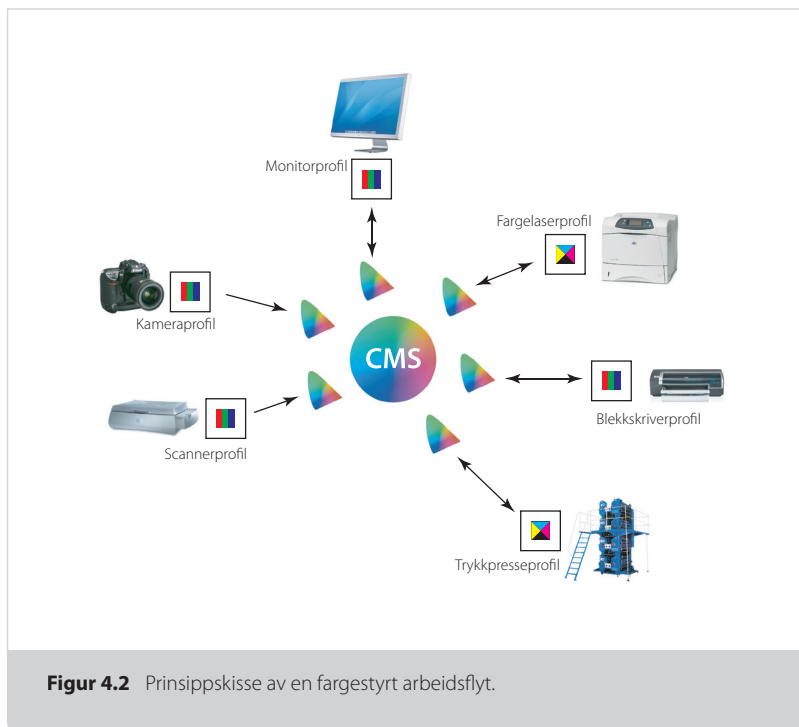 Monitorprofil
Fargelaserprofil
Kameraprofil
CMS
Blekkskriverprofil
Scannerprofil
Trykkpresseprofil
Figur 4.2 Prinsippskisse av en fargestyrt arbeidsflyt.